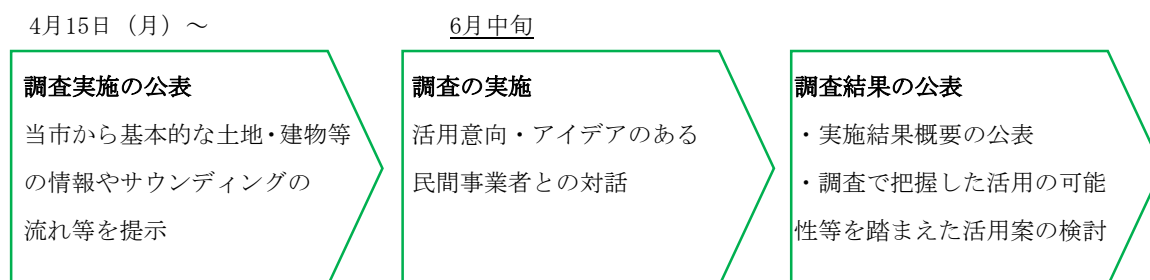 4月15日（月）～
6月中旬
調査実施の公表
当市から基本的な土地・建物等
の情報やサウンディングの
流れ等を提示
調査の実施
活用意向・アイデアのある
民間事業者との対話
調査結果の公表
・実施結果概要の公表
・調査で把握した活用の可能
性等を踏まえた活用案の検討